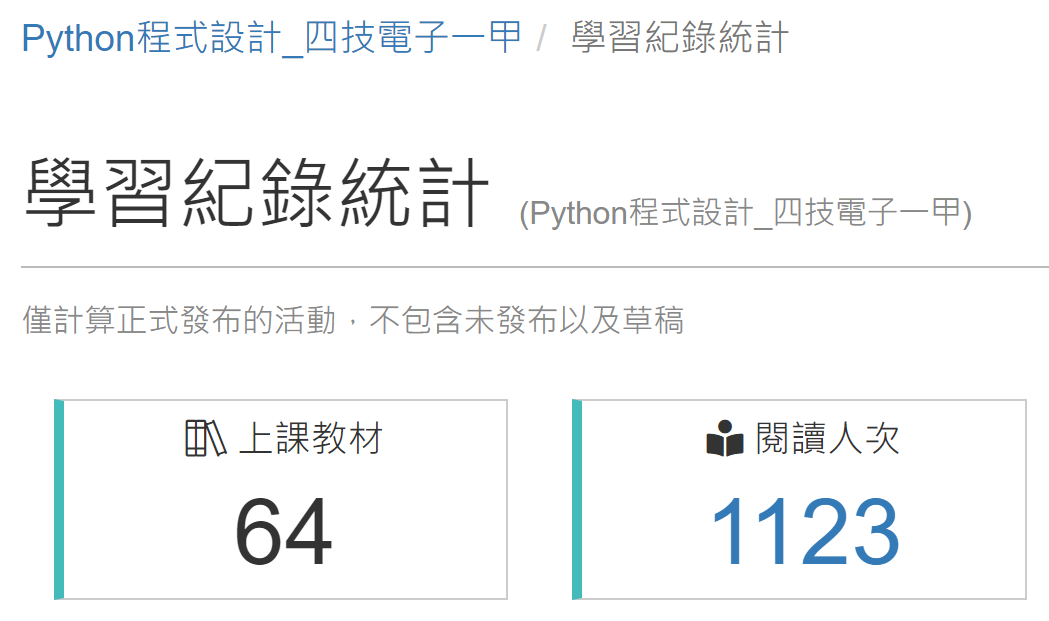 Python程式設計_四技電子一甲 / 學習紀錄統計
學習紀錄統計 (Python程式設計_四技電子一甲)
僅計算正式發布的活動，不包含未發布以及草稿
上課教材
64
閱讀人次
1123